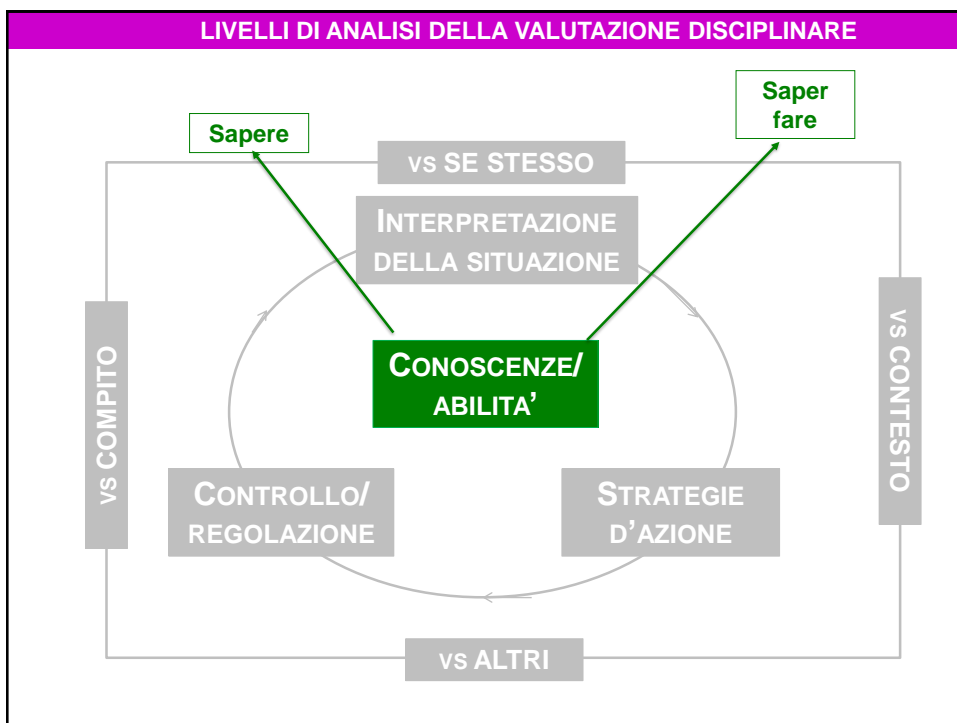 LIVELLI DI ANALISI DELLA VALUTAZIONE DISCIPLINARE
Saper
fare
Sapere
VS SE STESSO
INTERPRETAZIONE
DELLA SITUAZIONE
CONOSCENZE/
ABILITA’
VS COMPITO
VS CONTESTO
CONTROLLO/
REGOLAZIONE
STRATEGIE
D’AZIONE
VS ALTRI